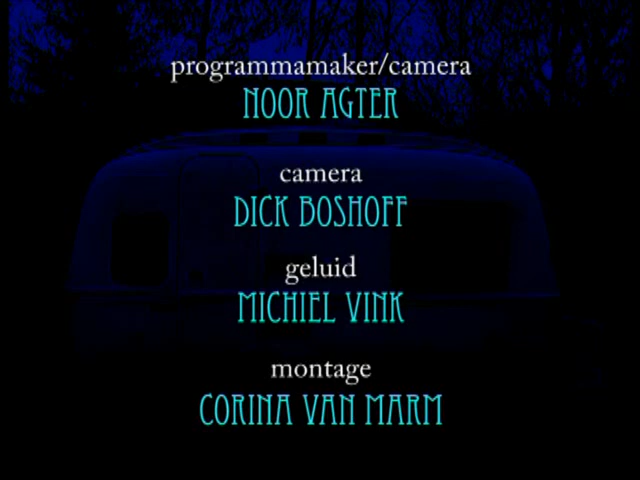 programmamaker/camera
NOOR AGTER
camera
DICK BOSHOFF
geluid
MICHIEL VINK
montage
CORINA VAN MARM